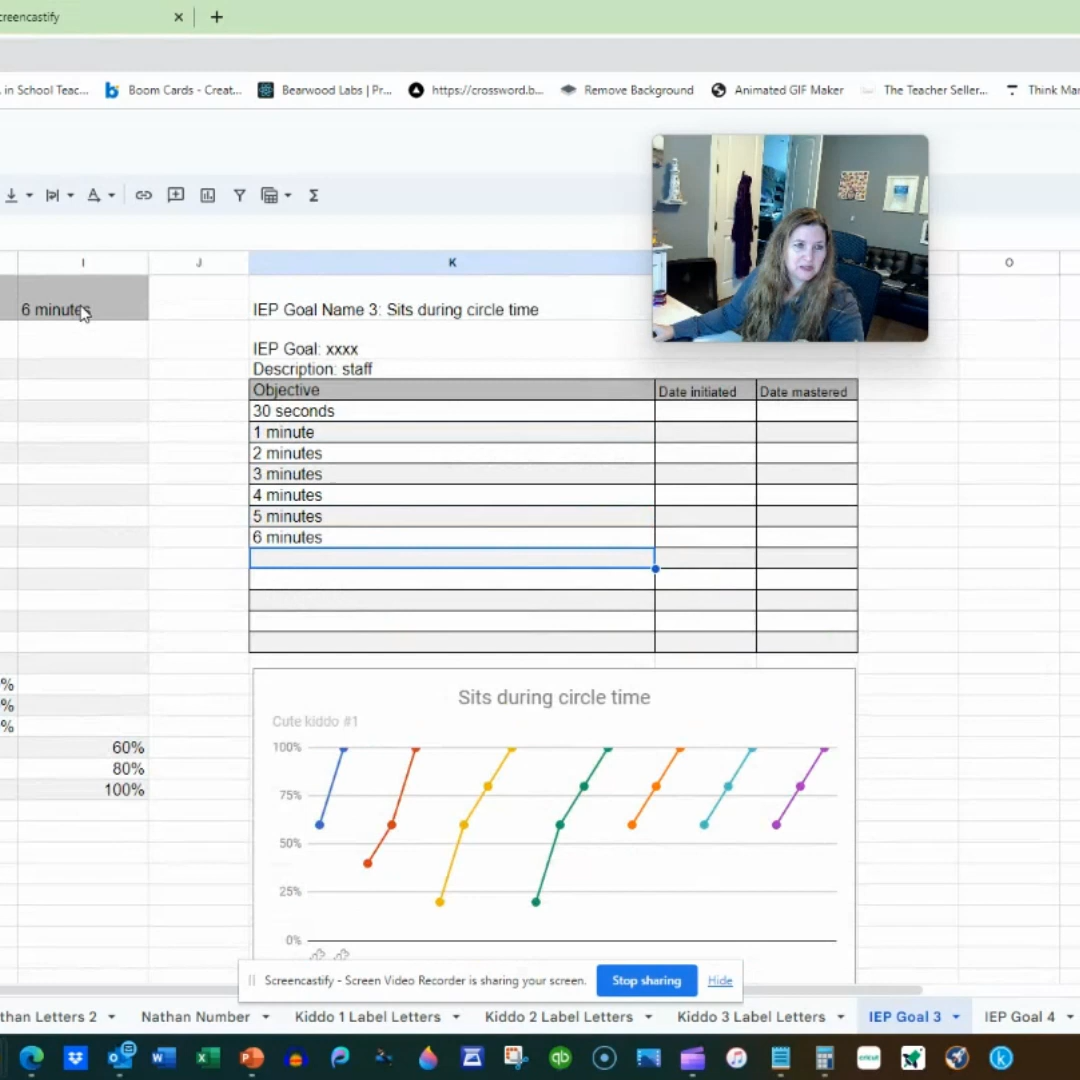 creencastify
in School Teac...
Boom Cards - Creat...
Bearwood Labs | Pr...
https://crossword.b...
Remove Background
Animated GIF Maker
The Teacher Seller...
Think Mar
I
J
K
O
6 minutes
IEP Goal Name 3: Sits during circle time
IEP Goal: xxxx
Description: staff
Objective Date initiated Date mastered
30 seconds
1 minute
2 minutes
3 minutes
4 minutes
5 minutes
6 minutes
%
%
%
60%
80%
100%
Sits during circle time
Cute kiddo #1
100%
75%
50%
25%
0%
Screencastify - Screen Video Recorder is sharing your screen.
Stop sharing
Hide
than Letters 2
Nathan Number
Kiddo 1 Label Letters
Kiddo 2 Label Letters
Kiddo 3 Label Letters
IEP Goal 3
IEP Goal 4
qb
cricut